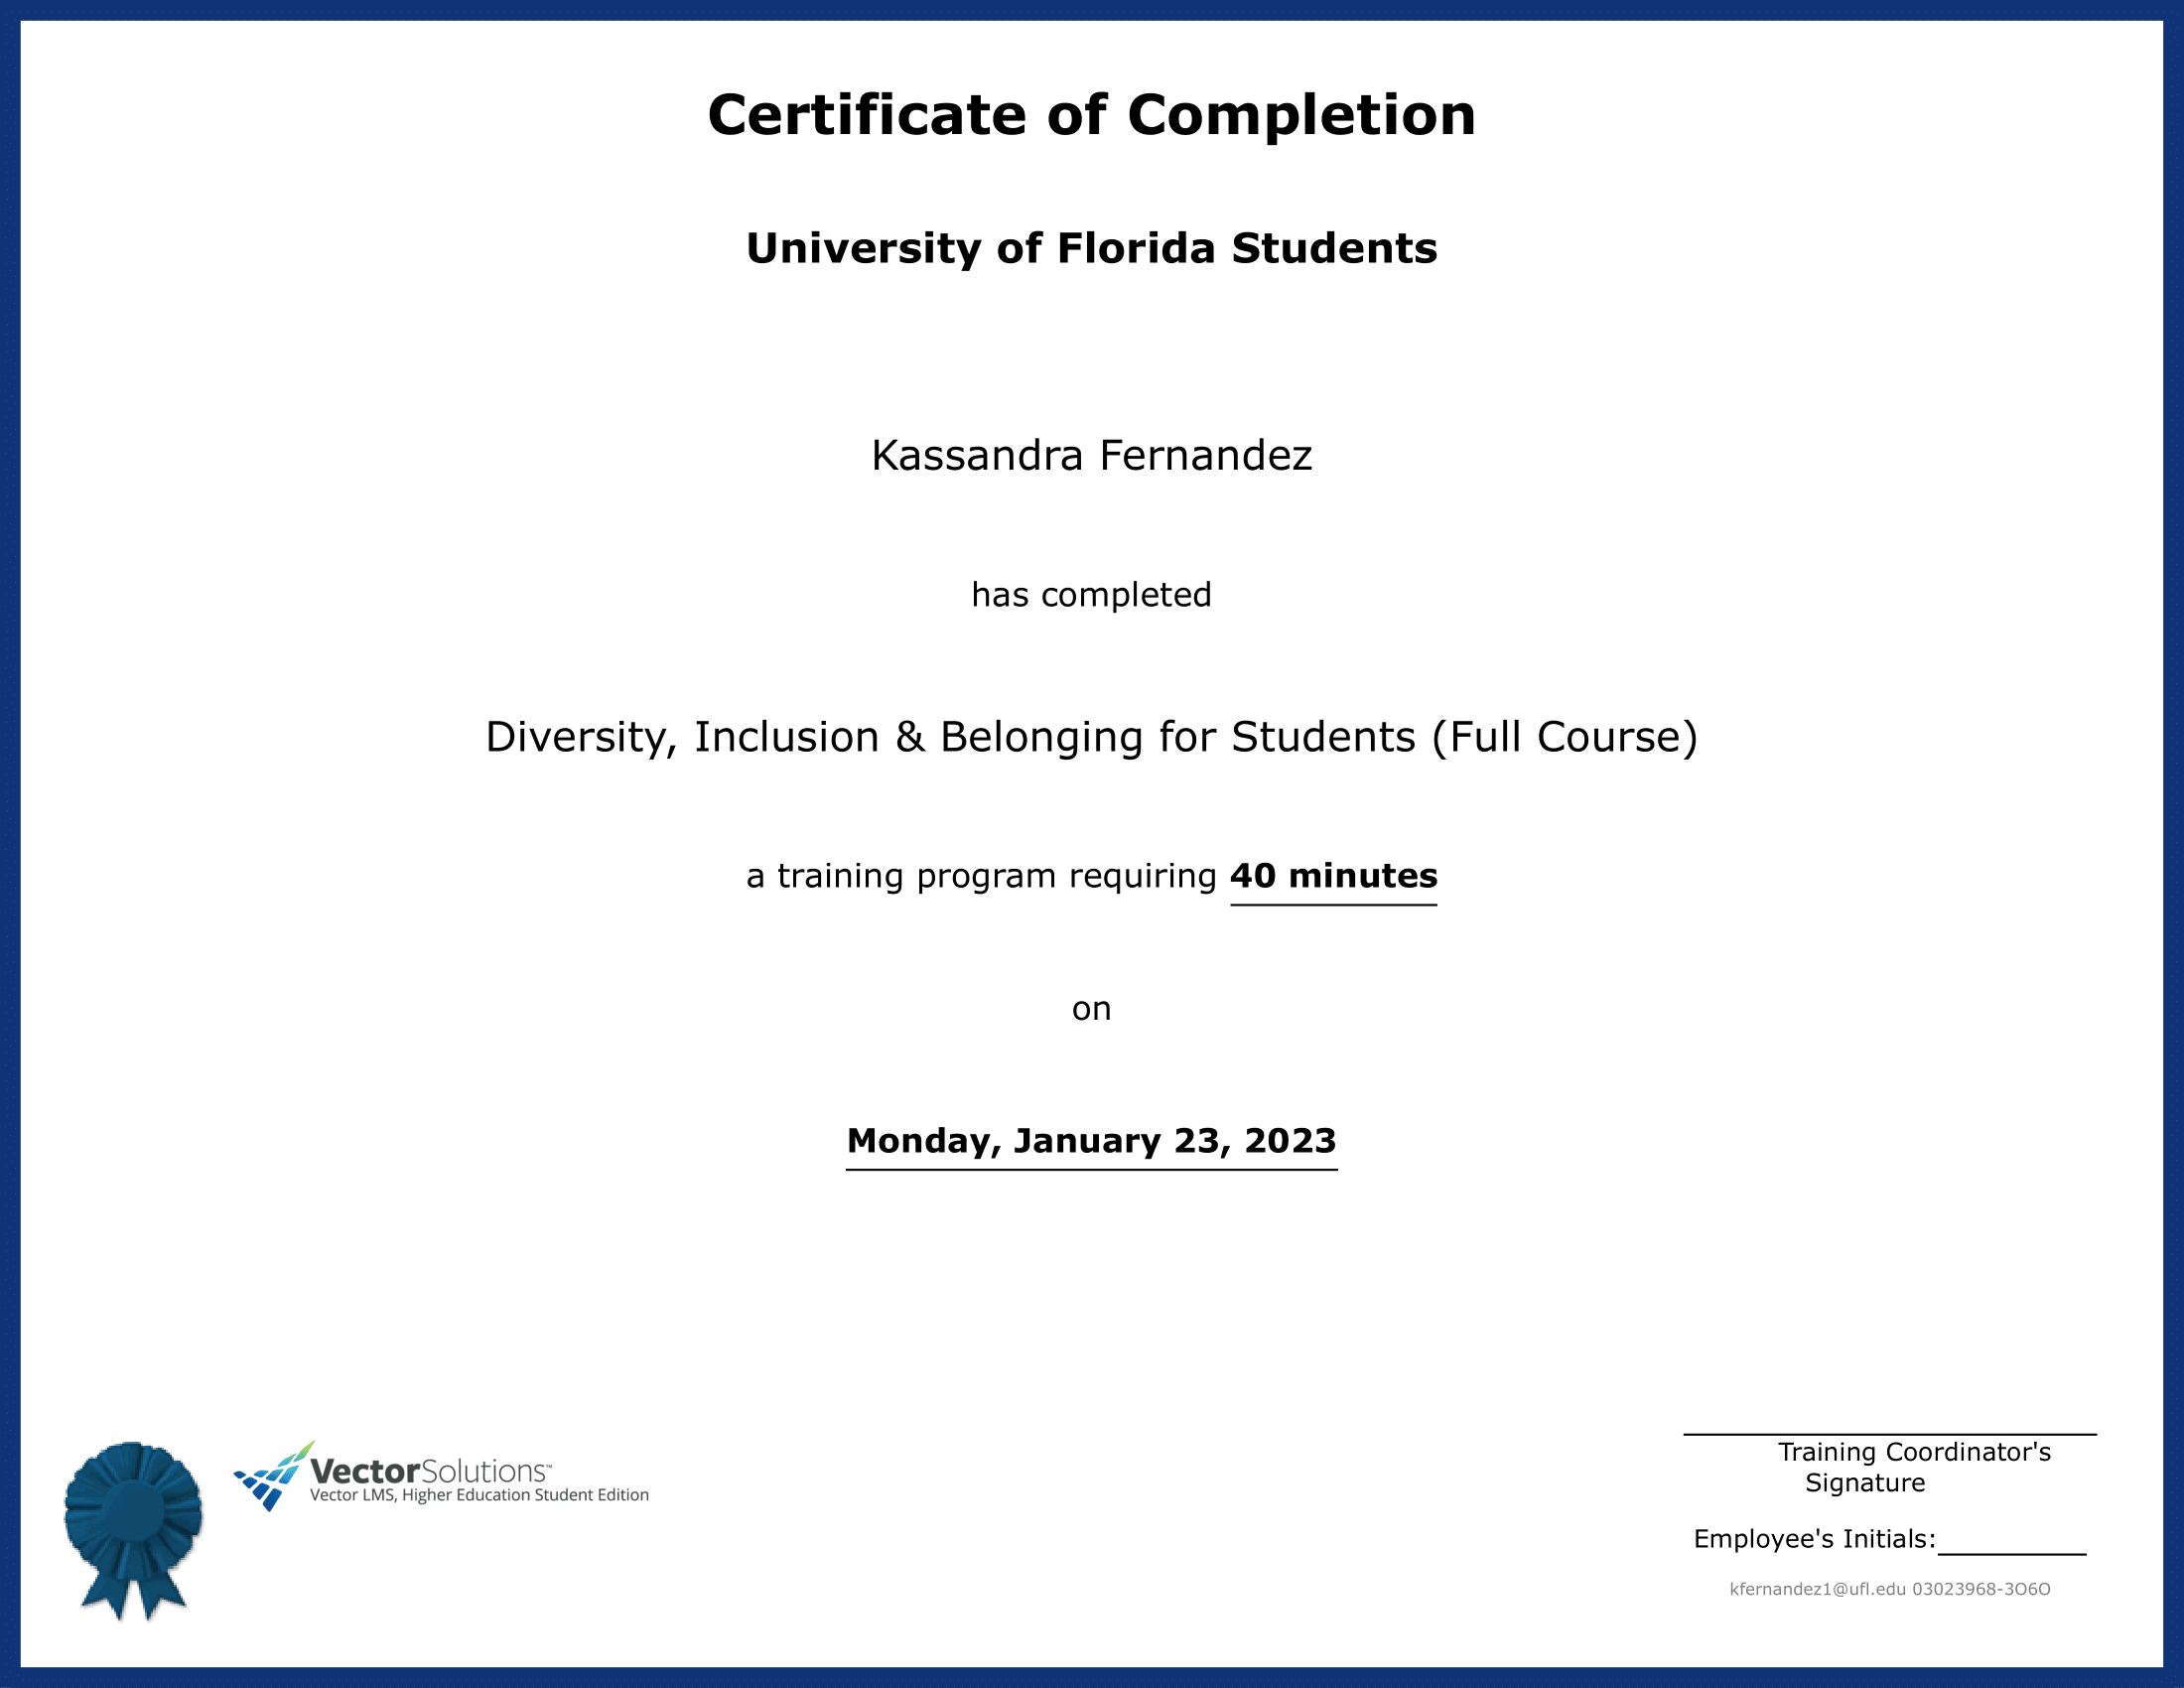 Certificate of Completion
University of Florida Students
Kassandra Fernandez
has completed
Diversity, Inclusion & Belonging for Students (Full Course)
a training program requiring 40 minutes
on
Monday, January 23, 2023
VectorSolutions™
Vector LMS, Higher Education Student Edition
Training Coordinator's
Signature
Employee's Initials:
kfernandez1@ufl.edu 03023968-3O6O